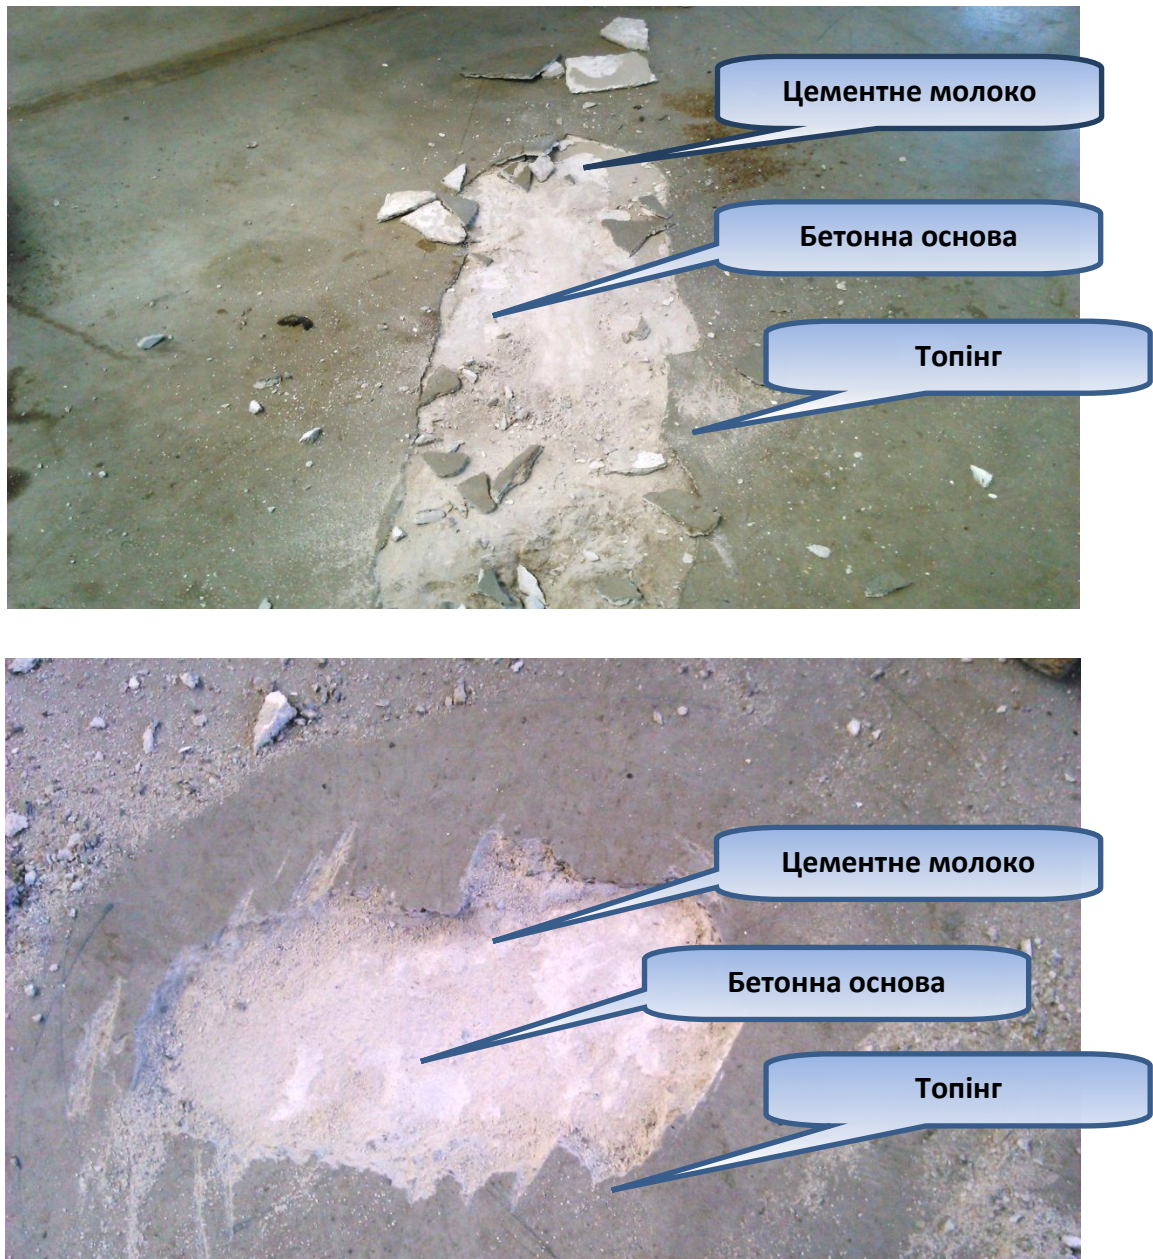 Цементне молоко
Бетонна основа
Топінг
Цементне молоко
Бетонна основа
Топінг